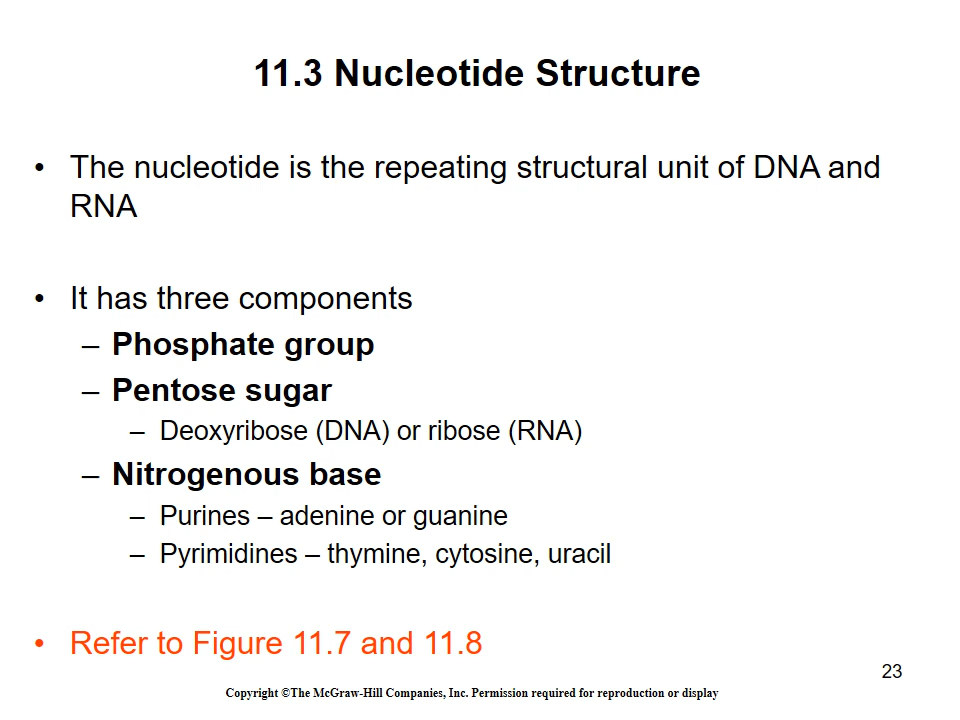 11.3 Nucleotide Structure
• The nucleotide is the repeating structural unit of DNA and
RNA
• It has three components
– Phosphate group
– Pentose sugar
– Deoxyribose (DNA) or ribose (RNA)
– Nitrogenous base
– Purines – adenine or guanine
– Pyrimidines – thymine, cytosine, uracil
• Refer to Figure 11.7 and 11.8
23
Copyright ©The McGraw-Hill Companies, Inc. Permission required for reproduction or display